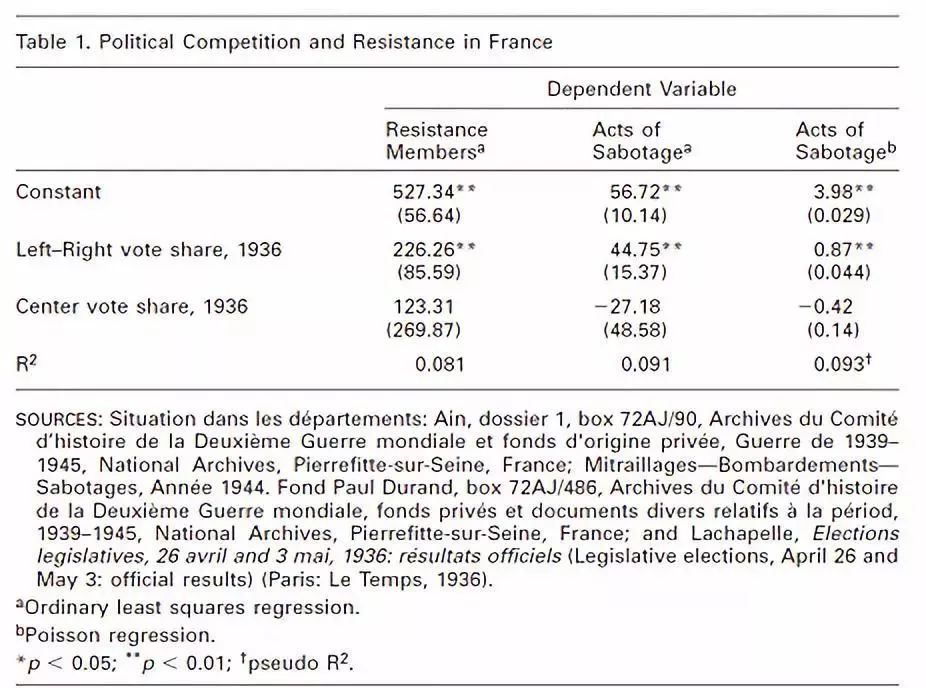 Table 1. Political Competition and Resistance in France
Dependent Variable
Resistance Membersᵃ Acts of Sabotageᵃ Acts of Sabotageᵇ
Constant 527.34** 56.72** 3.98**
(56.64) (10.14) (0.029)
Left–Right vote share, 1936 226.26** 44.75** 0.87**
(85.59) (15.37) (0.044)
Center vote share, 1936 123.31 −27.18 −0.42
(269.87) (48.58) (0.14)
R² 0.081 0.091 0.093†
SOURCES: Situation dans les départements: Ain, dossier 1, box 72AJ/90, Archives du Comité
d'histoire de la Deuxième Guerre mondiale et fonds d'origine privée, Guerre de 1939–
1945, National Archives, Pierrefitte-sur-Seine, France; Mitraillages—Bombardements—
Sabotages, Année 1944. Fond Paul Durand, box 72AJ/486, Archives du Comité d'histoire
de la Deuxième Guerre mondiale, fonds privés et documents divers relatifs à la périod,
1939–1945, National Archives, Pierrefitte-sur-Seine, France; and Lachapelle, Elections
legislatives, 26 avril and 3 mai, 1936: résultats officiels (Legislative elections, April 26 and
May 3: official results) (Paris: Le Temps, 1936).
ᵃOrdinary least squares regression.
ᵇPoisson regression.
*p < 0.05; **p < 0.01; †pseudo R².